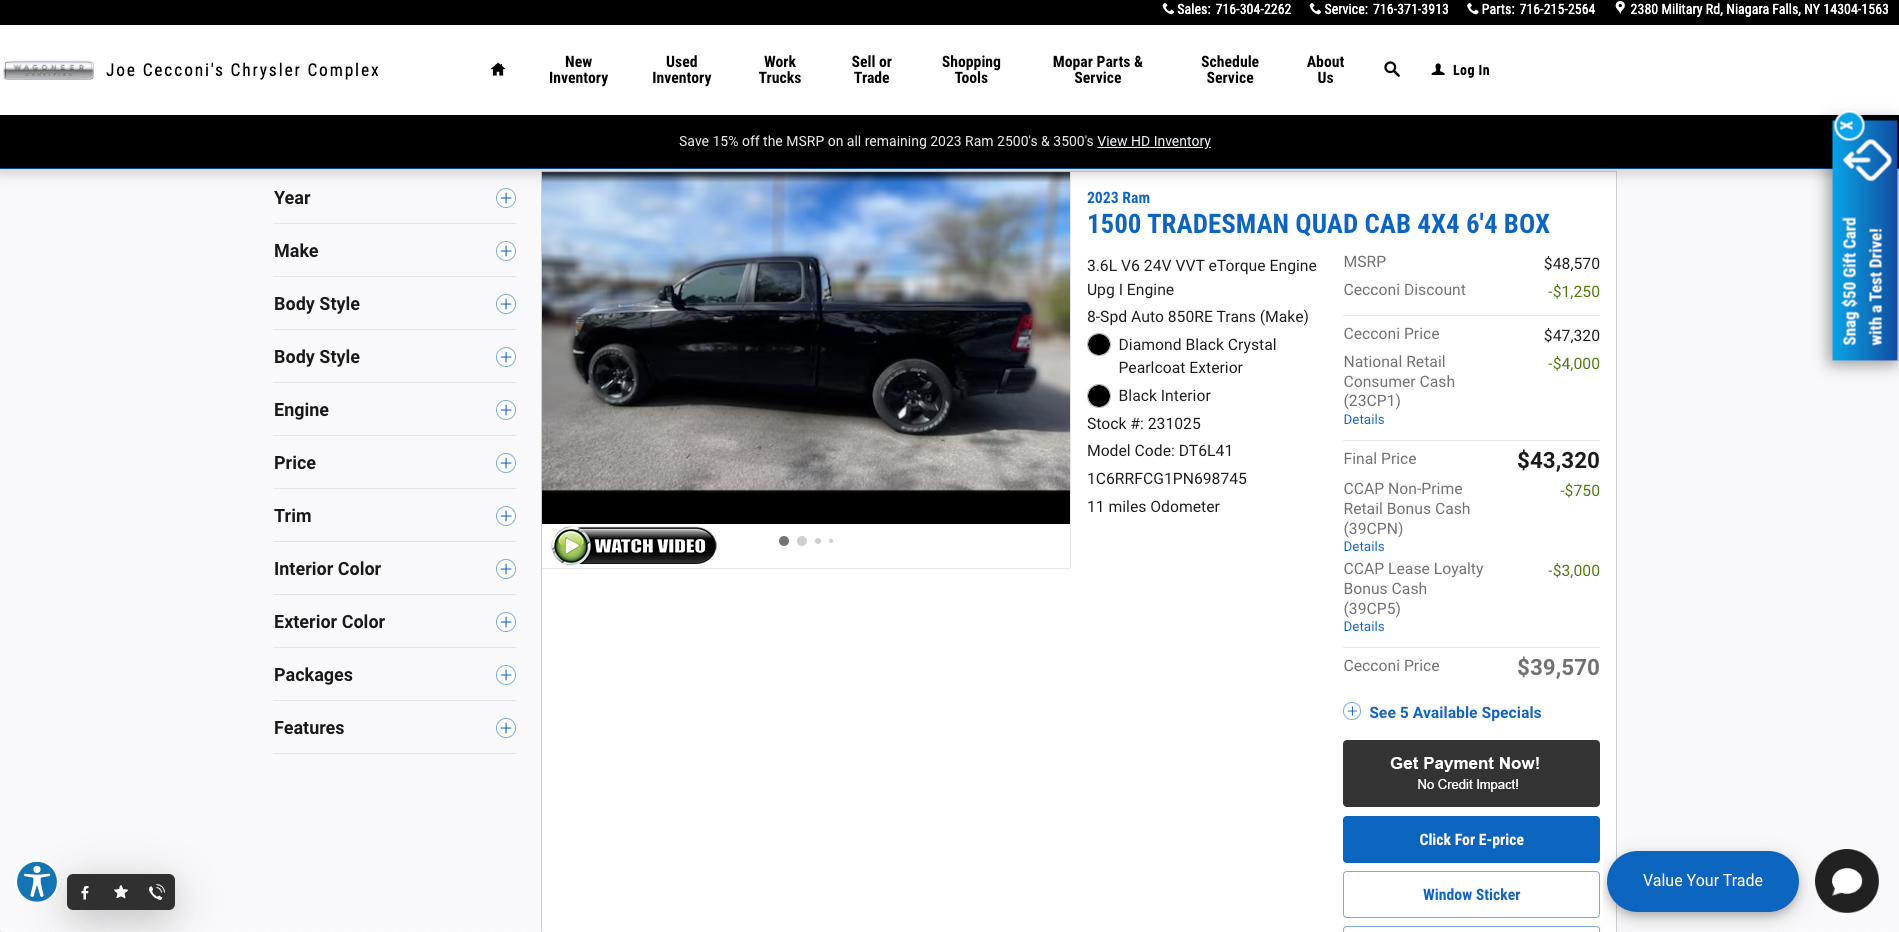 Sales: 716-304-2262 Service: 716-371-3913 Parts: 716-215-2564 2380 Military Rd, Niagara Falls, NY 14304-1563
WAGONEER
Joe Cecconi's Chrysler Complex
New Inventory
Used Inventory
Work Trucks
Sell or Trade
Shopping Tools
Mopar Parts & Service
Schedule Service
About Us
Log In
Save 15% off the MSRP on all remaining 2023 Ram 2500's & 3500's View HD Inventory
X
Snag $50 Gift Card
with a Test Drive!
Year
Make
Body Style
Body Style
Engine
Price
Trim
Interior Color
Exterior Color
Packages
Features
WATCH VIDEO
2023 Ram
1500 TRADESMAN QUAD CAB 4X4 6'4 BOX
3.6L V6 24V VVT eTorque Engine
Upg I Engine
8-Spd Auto 850RE Trans (Make)
Diamond Black Crystal
Pearlcoat Exterior
Black Interior
Stock #: 231025
Model Code: DT6L41
1C6RRFCG1PN698745
11 miles Odometer
MSRP $48,570
Cecconi Discount -$1,250
Cecconi Price $47,320
National Retail -$4,000
Consumer Cash
(23CP1)
Details
Final Price $43,320
CCAP Non-Prime -$750
Retail Bonus Cash
(39CPN)
Details
CCAP Lease Loyalty -$3,000
Bonus Cash
(39CP5)
Details
Cecconi Price $39,570
See 5 Available Specials
Get Payment Now!
No Credit Impact!
Click For E-price
Window Sticker
Value Your Trade